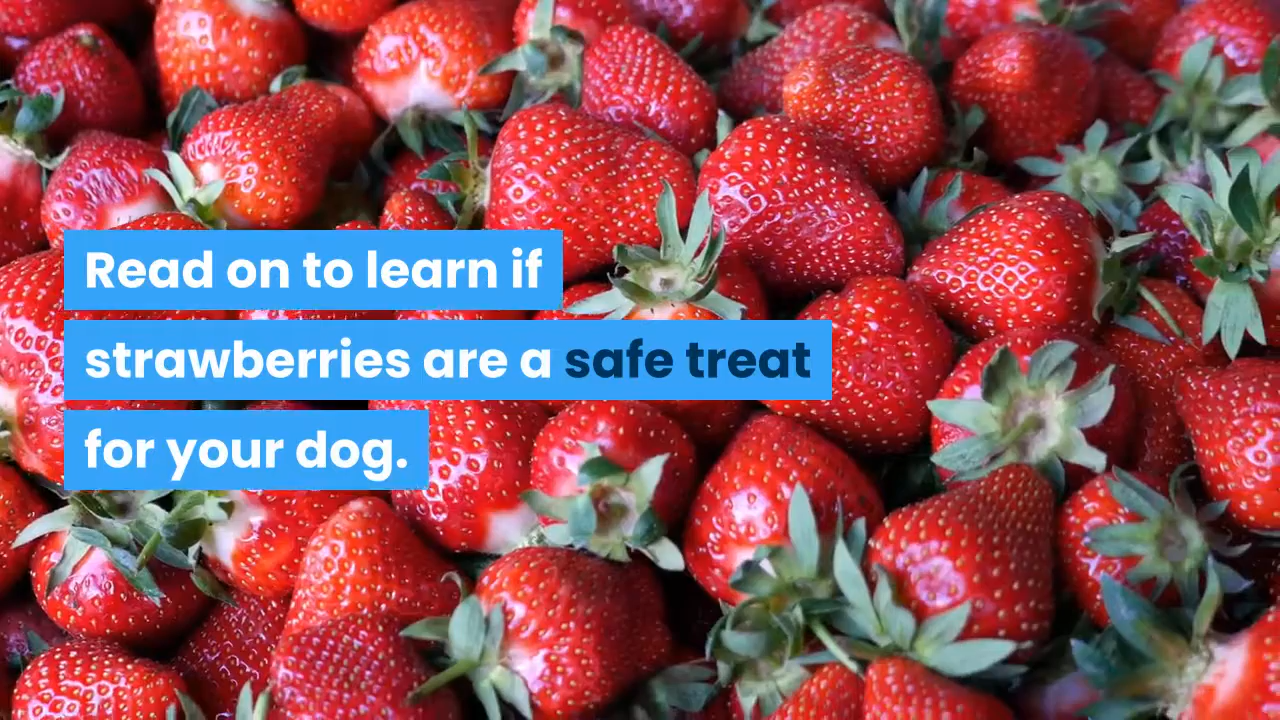 Read on to learn if
strawberries are a safe treat
for your dog.